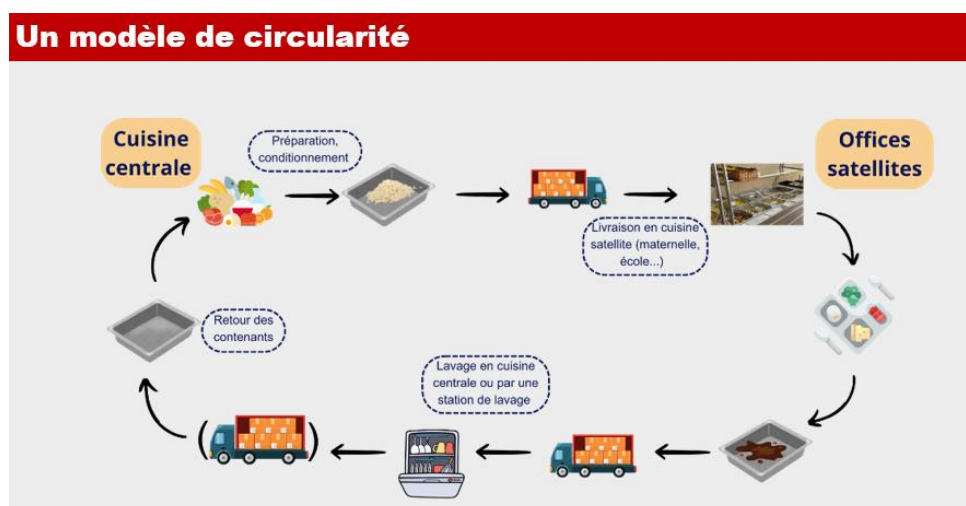 Un modèle de circularité
Cuisine
centrale
Préparation,
conditionnement
Offices
satellites
Livraison en cuisine
satellite (maternelle,
école...)
Retour des
contenants
Lavage en cuisine
centrale ou par une
station de lavage
(
)